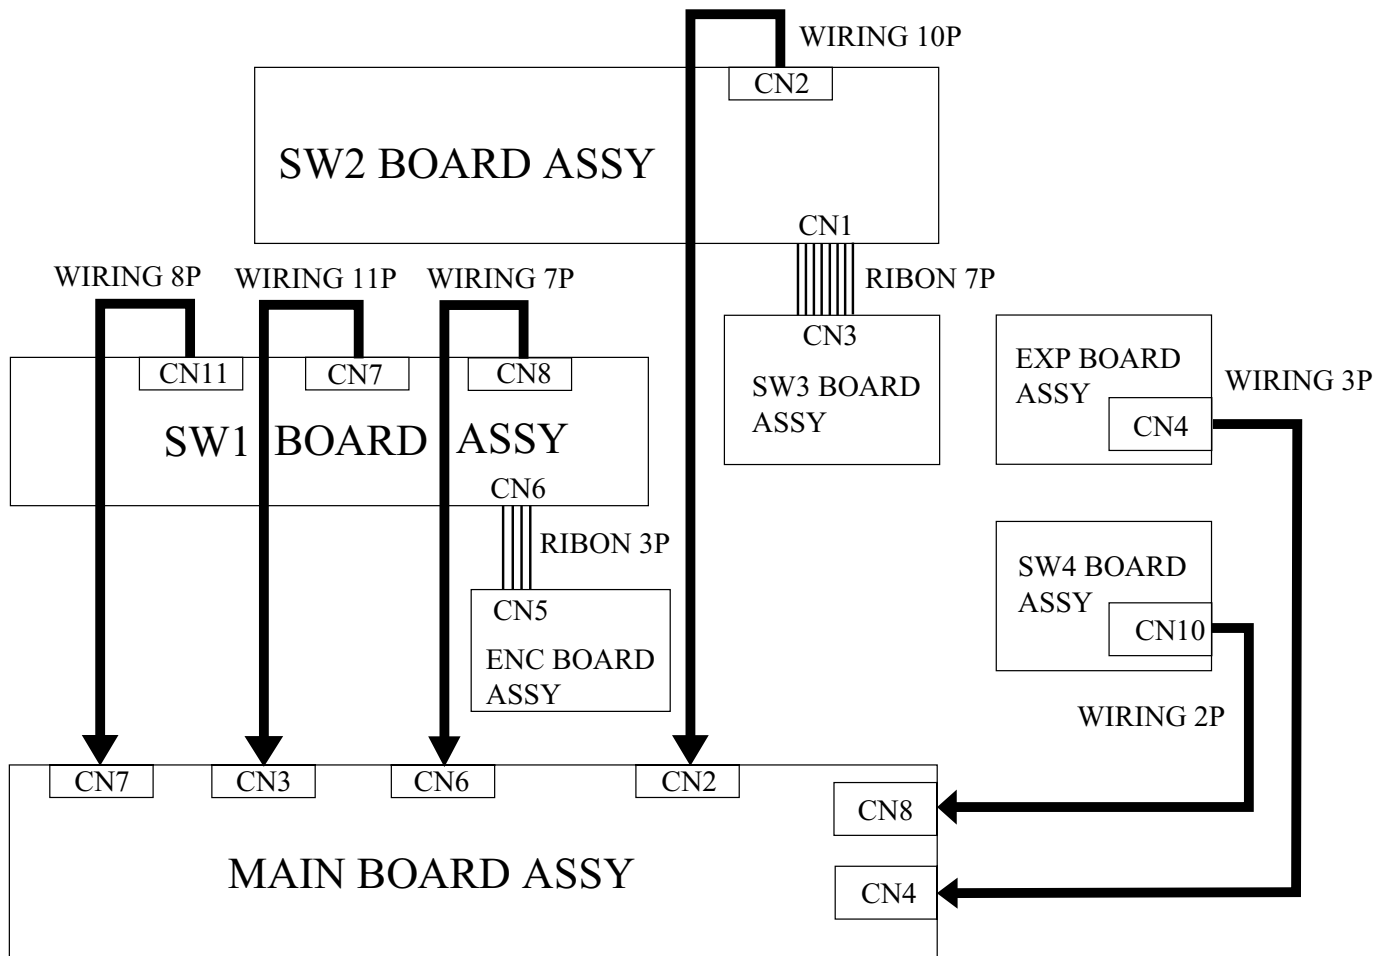 WIRING 10P
CN2
SW2 BOARD ASSY
CN1
WIRING 8P
WIRING 11P
WIRING 7P
RIBON 7P
CN11
CN7
CN8
CN3
SW3 BOARD
ASSY
EXP BOARD
ASSY
CN4
WIRING 3P
SW1 BOARD ASSY
CN6
RIBON 3P
CN5
ENC BOARD
ASSY
SW4 BOARD
ASSY
CN10
WIRING 2P
CN7
CN3
CN6
CN2
CN8
MAIN BOARD ASSY
CN4